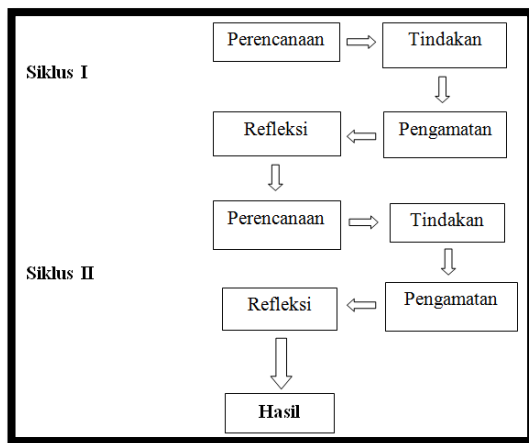 Siklus I
Perencanaan
Tindakan
Refleksi
Pengamatan
Siklus II
Perencanaan
Tindakan
Refleksi
Pengamatan
Hasil